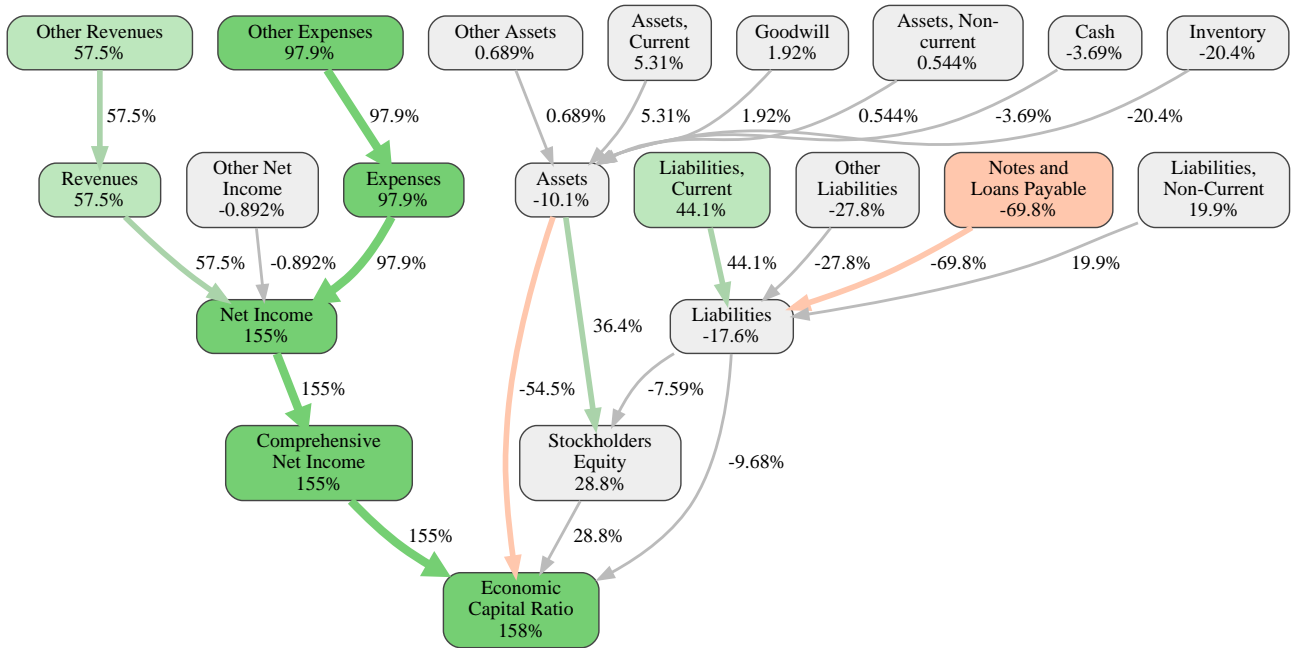 Other Revenues
57.5%
Other Expenses
97.9%
Other Assets
0.689%
Assets,
Current
5.31%
Goodwill
1.92%
Assets, Non-
current
0.544%
Cash
-3.69%
Inventory
-20.4%
57.5%
97.9%
0.689%
5.31%
1.92%
0.544%
-3.69%
-20.4%
Revenues
57.5%
Other Net
Income
-0.892%
Expenses
97.9%
Assets
-10.1%
Liabilities,
Current
44.1%
Other
Liabilities
-27.8%
Notes and
Loans Payable
-69.8%
Liabilities,
Non-Current
19.9%
57.5%
-0.892%
97.9%
44.1%
-27.8%
-69.8%
19.9%
Net Income
155%
36.4%
Liabilities
-17.6%
155%
-54.5%
-7.59%
Comprehensive
Net Income
155%
Stockholders
Equity
28.8%
-9.68%
155%
28.8%
Economic
Capital Ratio
158%